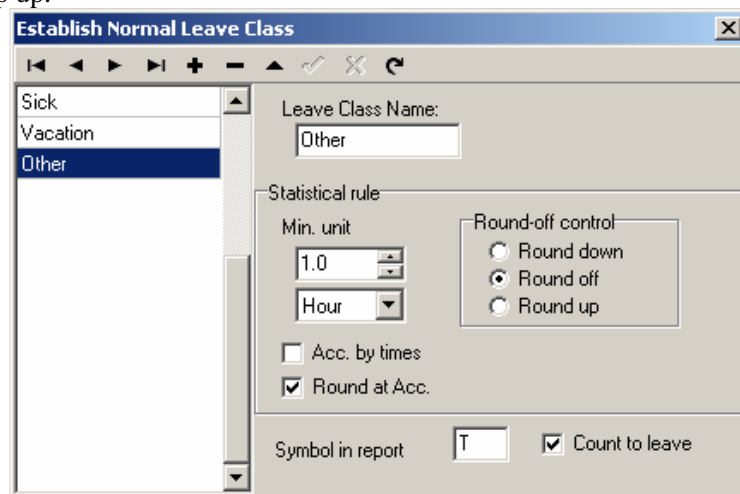 p up.
Establish Normal Leave Class
Sick
Vacation
Other
Leave Class Name:
Other
Statistical rule
Min. unit
1.0
Hour
Round-off control
Round down
Round off
Round up
Acc. by times
Round at Acc.
Symbol in report
T
Count to leave